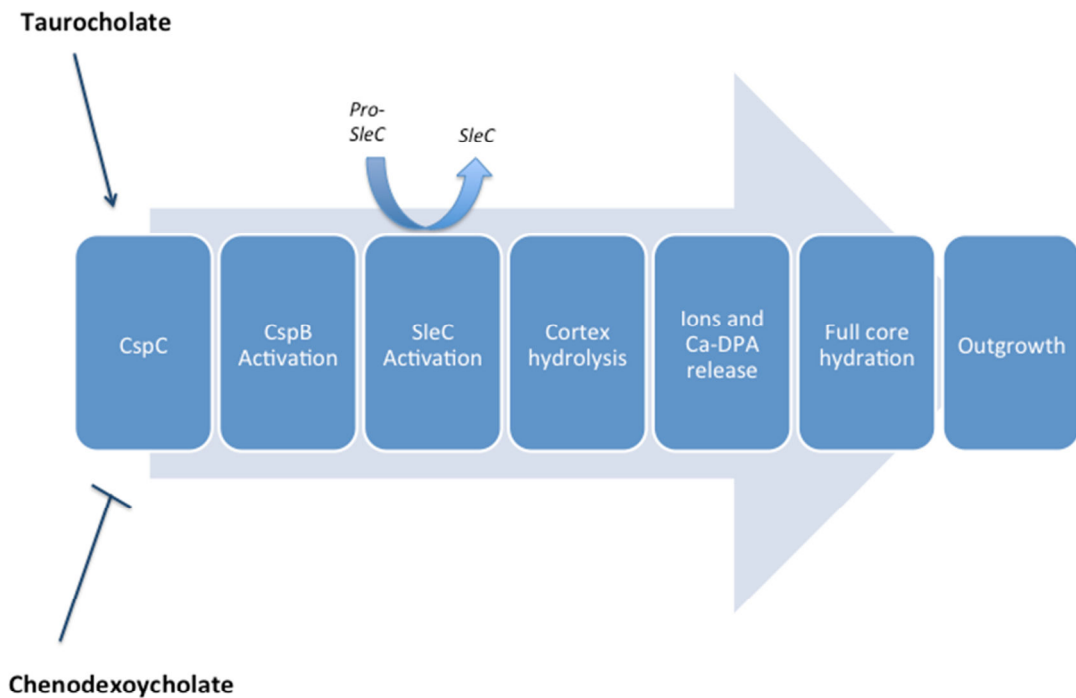 Taurocholate
Pro-
SleC
SleC
CspC
CspB
Activation
SleC
Activation
Cortex
hydrolysis
Ions and
Ca-DPA
release
Full core
hydration
Outgrowth
Chenodexoycholate